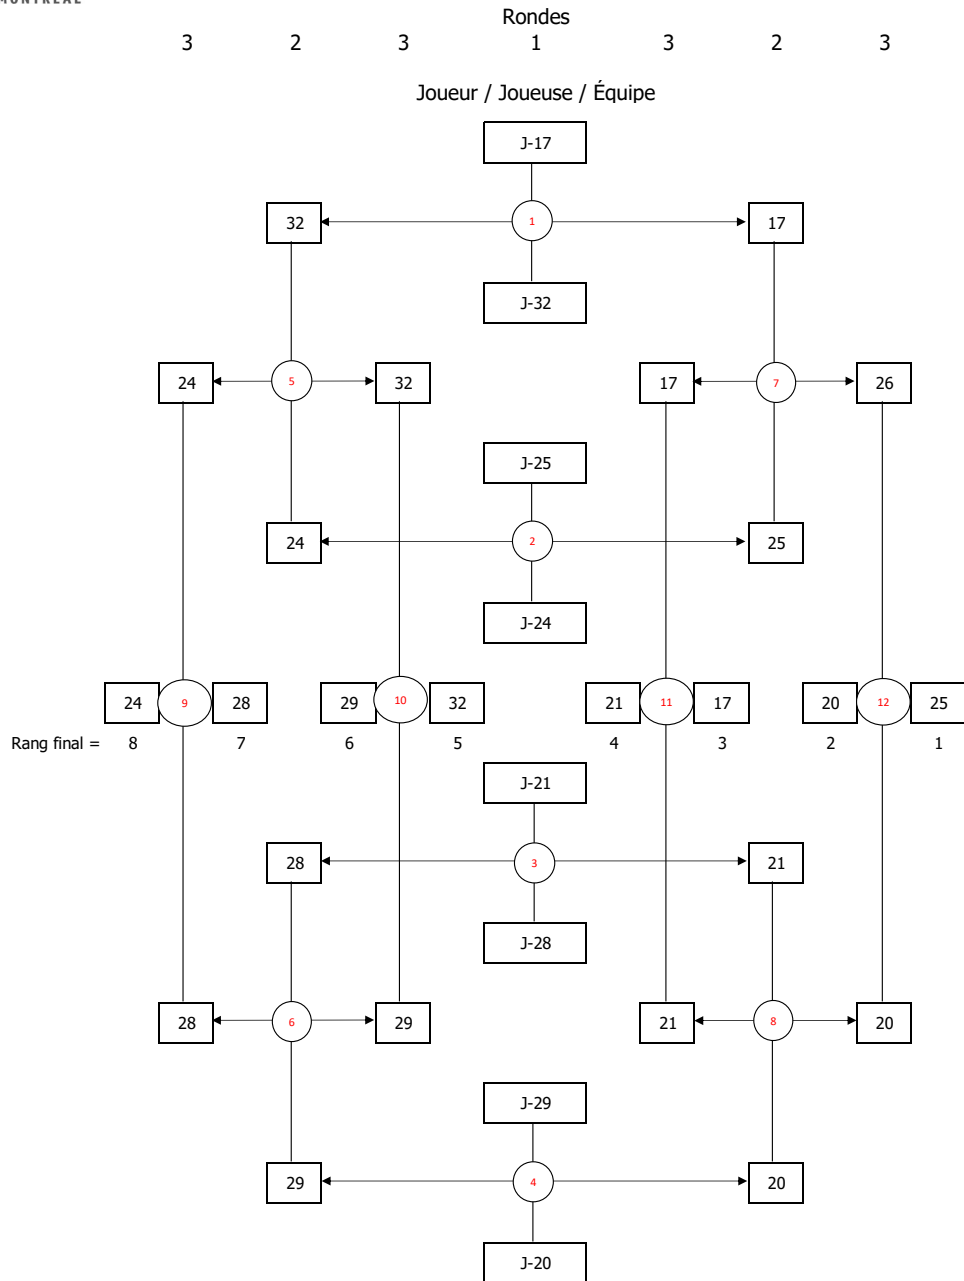 MONTRÉAL
Rondes
3 2 3 1 3 2 3
Joueur / Joueuse / Équipe
J-17
32 1 17
J-32
24 5 32 17 7 26
J-25
24 2 25
J-24
24 9 28 29 10 32 21 11 17 20 12 25
Rang final = 8 7 6 5 4 3 2 1
J-21
28 3 21
J-28
28 6 29 21 8 20
J-29
29 4 20
J-20